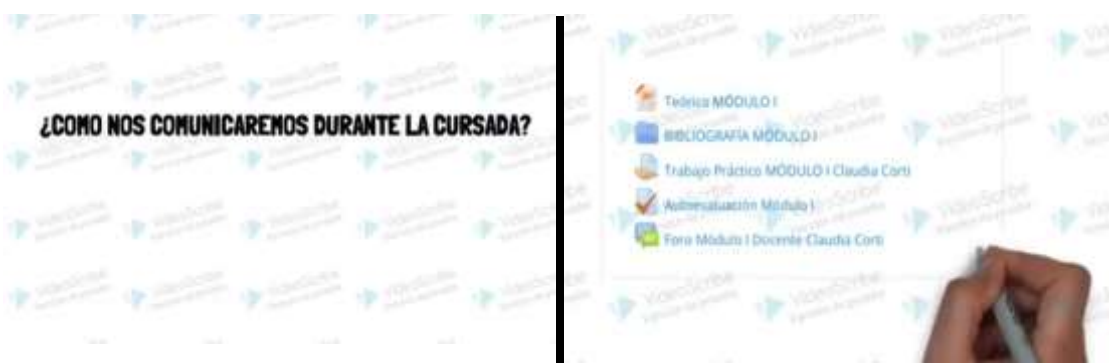 ¿COMO NOS COMUNICAREMOS DURANTE LA CURSADA?
Teórico MÓDULO I
BIBLIOGRAFÍA MÓDULO I
Trabajo Práctico MÓDULO I Claudia Corti
Autoevaluación Módulo I
Foro Módulo I Docente Claudia Corti
VideoScribe